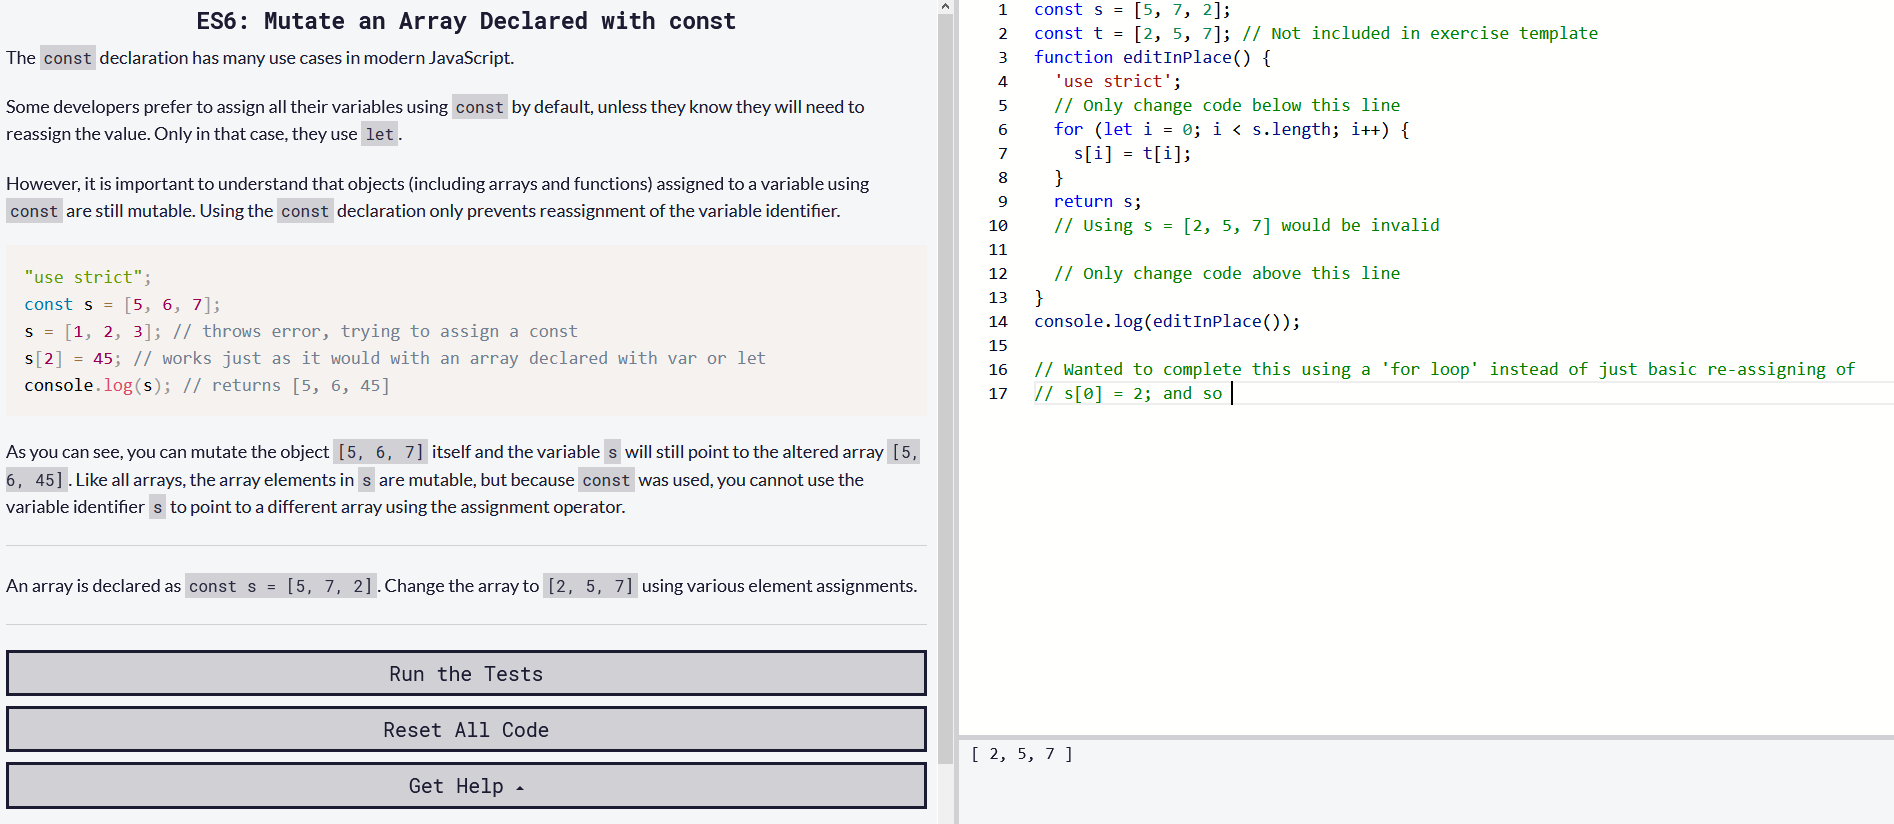 ES6: Mutate an Array Declared with const
The const declaration has many use cases in modern JavaScript.
Some developers prefer to assign all their variables using const by default, unless they know they will need to
reassign the value. Only in that case, they use let.
However, it is important to understand that objects (including arrays and functions) assigned to a variable using
const are still mutable. Using the const declaration only prevents reassignment of the variable identifier.
"use strict";
const s = [5, 6, 7];
s = [1, 2, 3]; // throws error, trying to assign a const
s[2] = 45; // works just as it would with an array declared with var or let
console.log(s); // returns [5, 6, 45]
As you can see, you can mutate the object [5, 6, 7] itself and the variable s will still point to the altered array [5,
6, 45]. Like all arrays, the array elements in s are mutable, but because const was used, you cannot use the
variable identifier s to point to a different array using the assignment operator.
An array is declared as const s = [5, 7, 2]. Change the array to [2, 5, 7] using various element assignments.
Run the Tests
Reset All Code
Get Help
1 const s = [5, 7, 2];
2 const t = [2, 5, 7]; // Not included in exercise template
3 function editInPlace() {
4 'use strict';
5 // Only change code below this line
6 for (let i = 0; i < s.length; i++) {
7 s[i] = t[i];
8 }
9 return s;
10 // Using s = [2, 5, 7] would be invalid
11
12 // Only change code above this line
13 }
14 console.log(editInPlace());
15
16 // Wanted to complete this using a 'for loop' instead of just basic re-assigning of
17 // s[0] = 2; and so
[ 2, 5, 7 ]